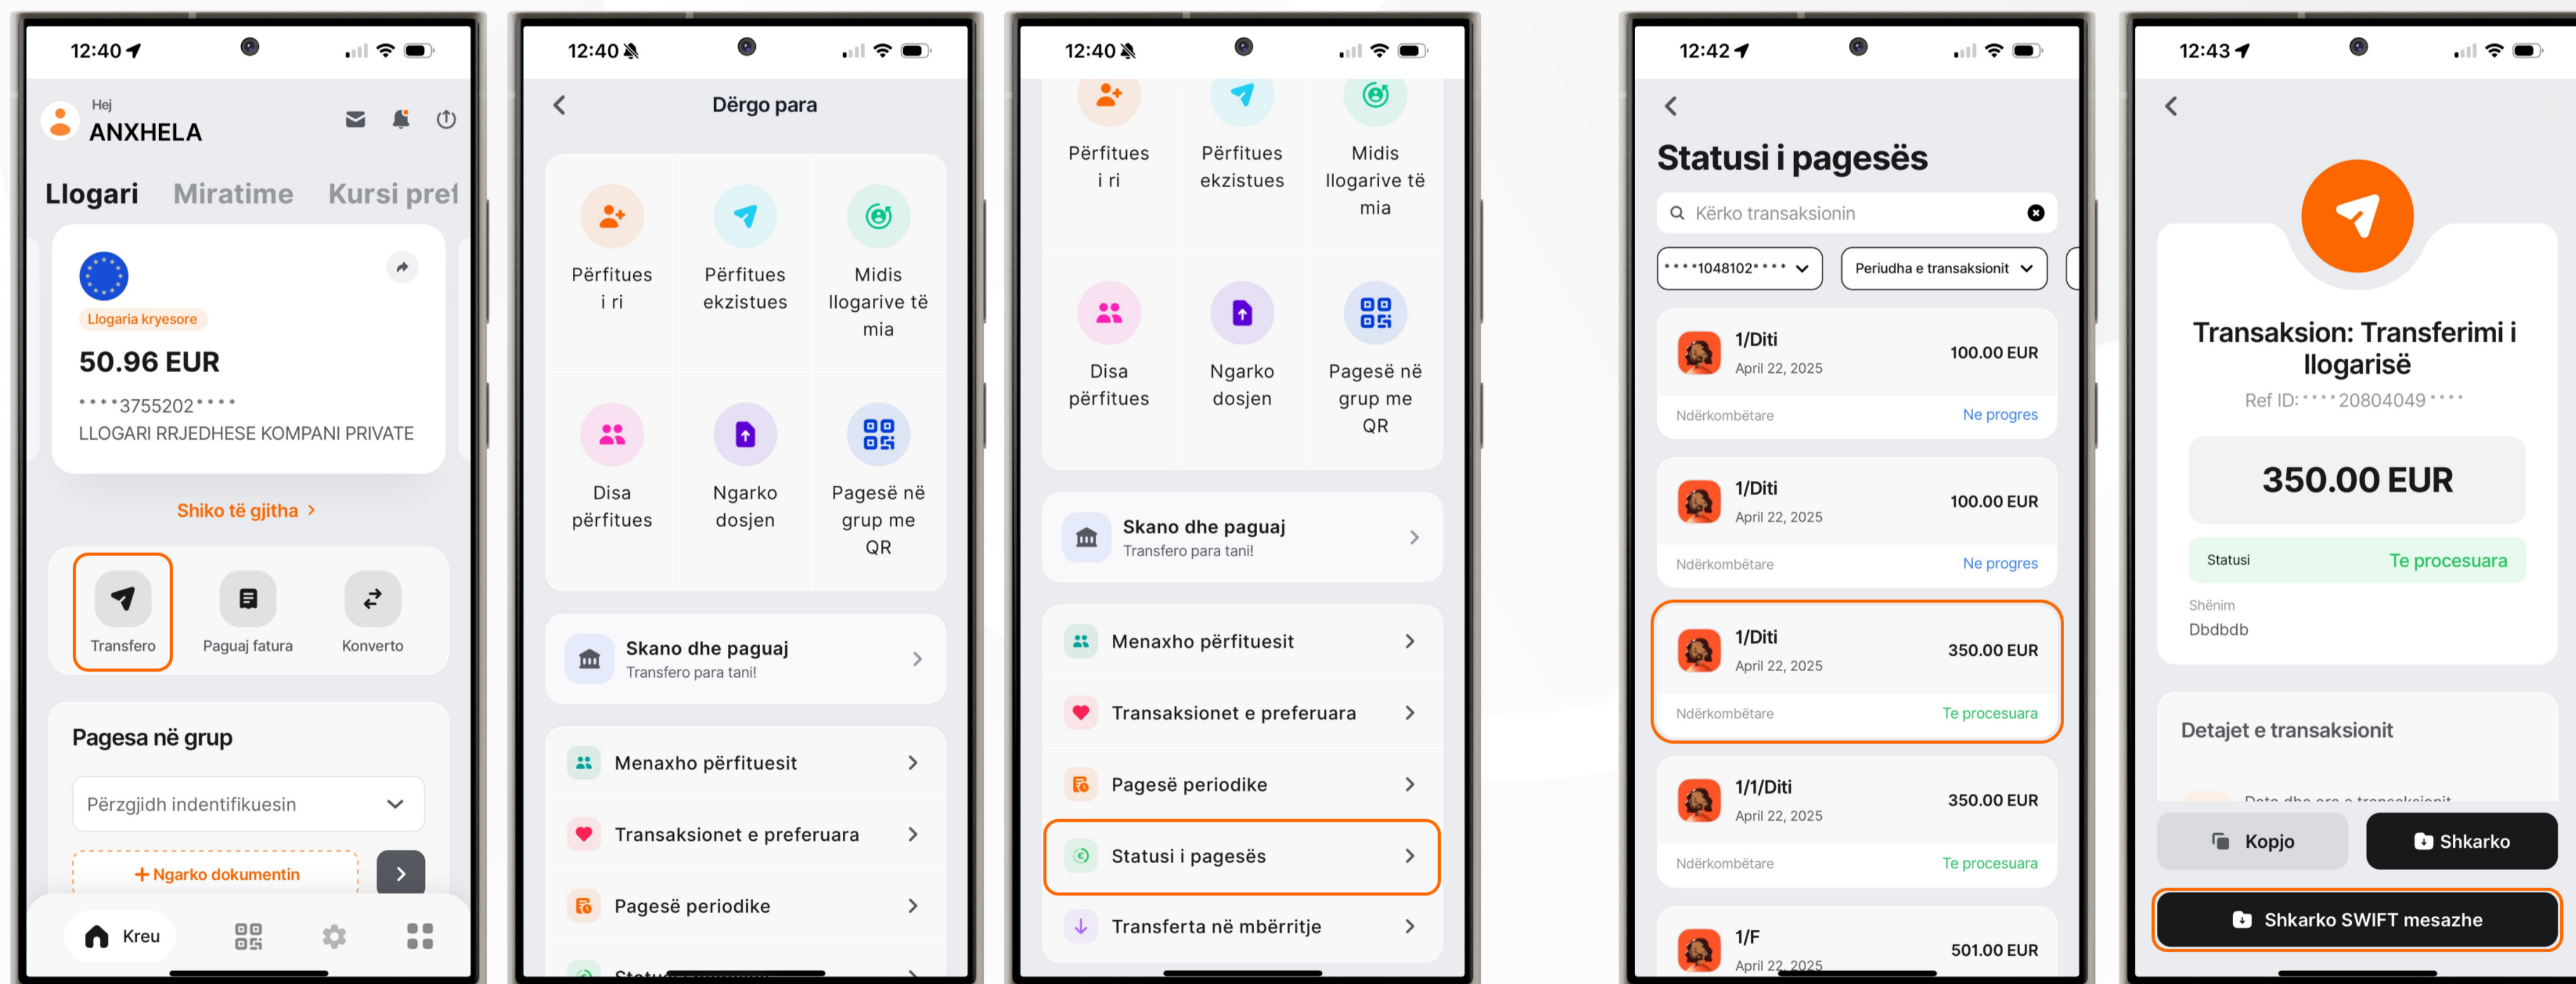 12:40
Hej
ANXHELA
Llogari Miratime Kursi pref
Llogaria kryesore
50.96 EUR
****3755202****
LLOGARI RRJEDHESE KOMPANI PRIVATE
Shiko të gjitha >
Transfero Paguaj fatura Konverto
Pagesa në grup
Përzgjidh indentifikuesin
+ Ngarko dokumentin
Kreu
12:40
Dërgo para
Përfitues
i ri
Përfitues
ekzistues
Midis
llogarive të
mia
Disa
përfitues
Ngarko
dosjen
Pagesë në
grup me
QR
Skano dhe paguaj
Transfero para tani!
Menaxho përfituesit
Transaksionet e preferuara
Pagesë periodike
12:40
Përfitues
i ri
Përfitues
ekzistues
Midis
llogarive të
mia
Disa
përfitues
Ngarko
dosjen
Pagesë në
grup me
QR
Skano dhe paguaj
Transfero para tani!
Menaxho përfituesit
Transaksionet e preferuara
Pagesë periodike
Statusi i pagesës
Transferta në mbërritje
12:42
Statusi i pagesës
Kërko transaksionin
****1048102**** Periudha e transaksionit
1/Diti
April 22, 2025
100.00 EUR
Ndërkombëtare Ne progres
1/Diti
April 22, 2025
100.00 EUR
Ndërkombëtare Ne progres
1/Diti
April 22, 2025
350.00 EUR
Ndërkombëtare Te procesuara
1/1/Diti
April 22, 2025
350.00 EUR
Ndërkombëtare Te procesuara
1/F
April 22, 2025
501.00 EUR
12:43
Transaksion: Transferimi i
llogarisë
Ref ID:****20804049****
350.00 EUR
Statusi Te procesuara
Shënim
Dbdbdb
Detajet e transaksionit
Data dhe ora e transaksionit
Kopjo Shkarko
Shkarko SWIFT mesazhe